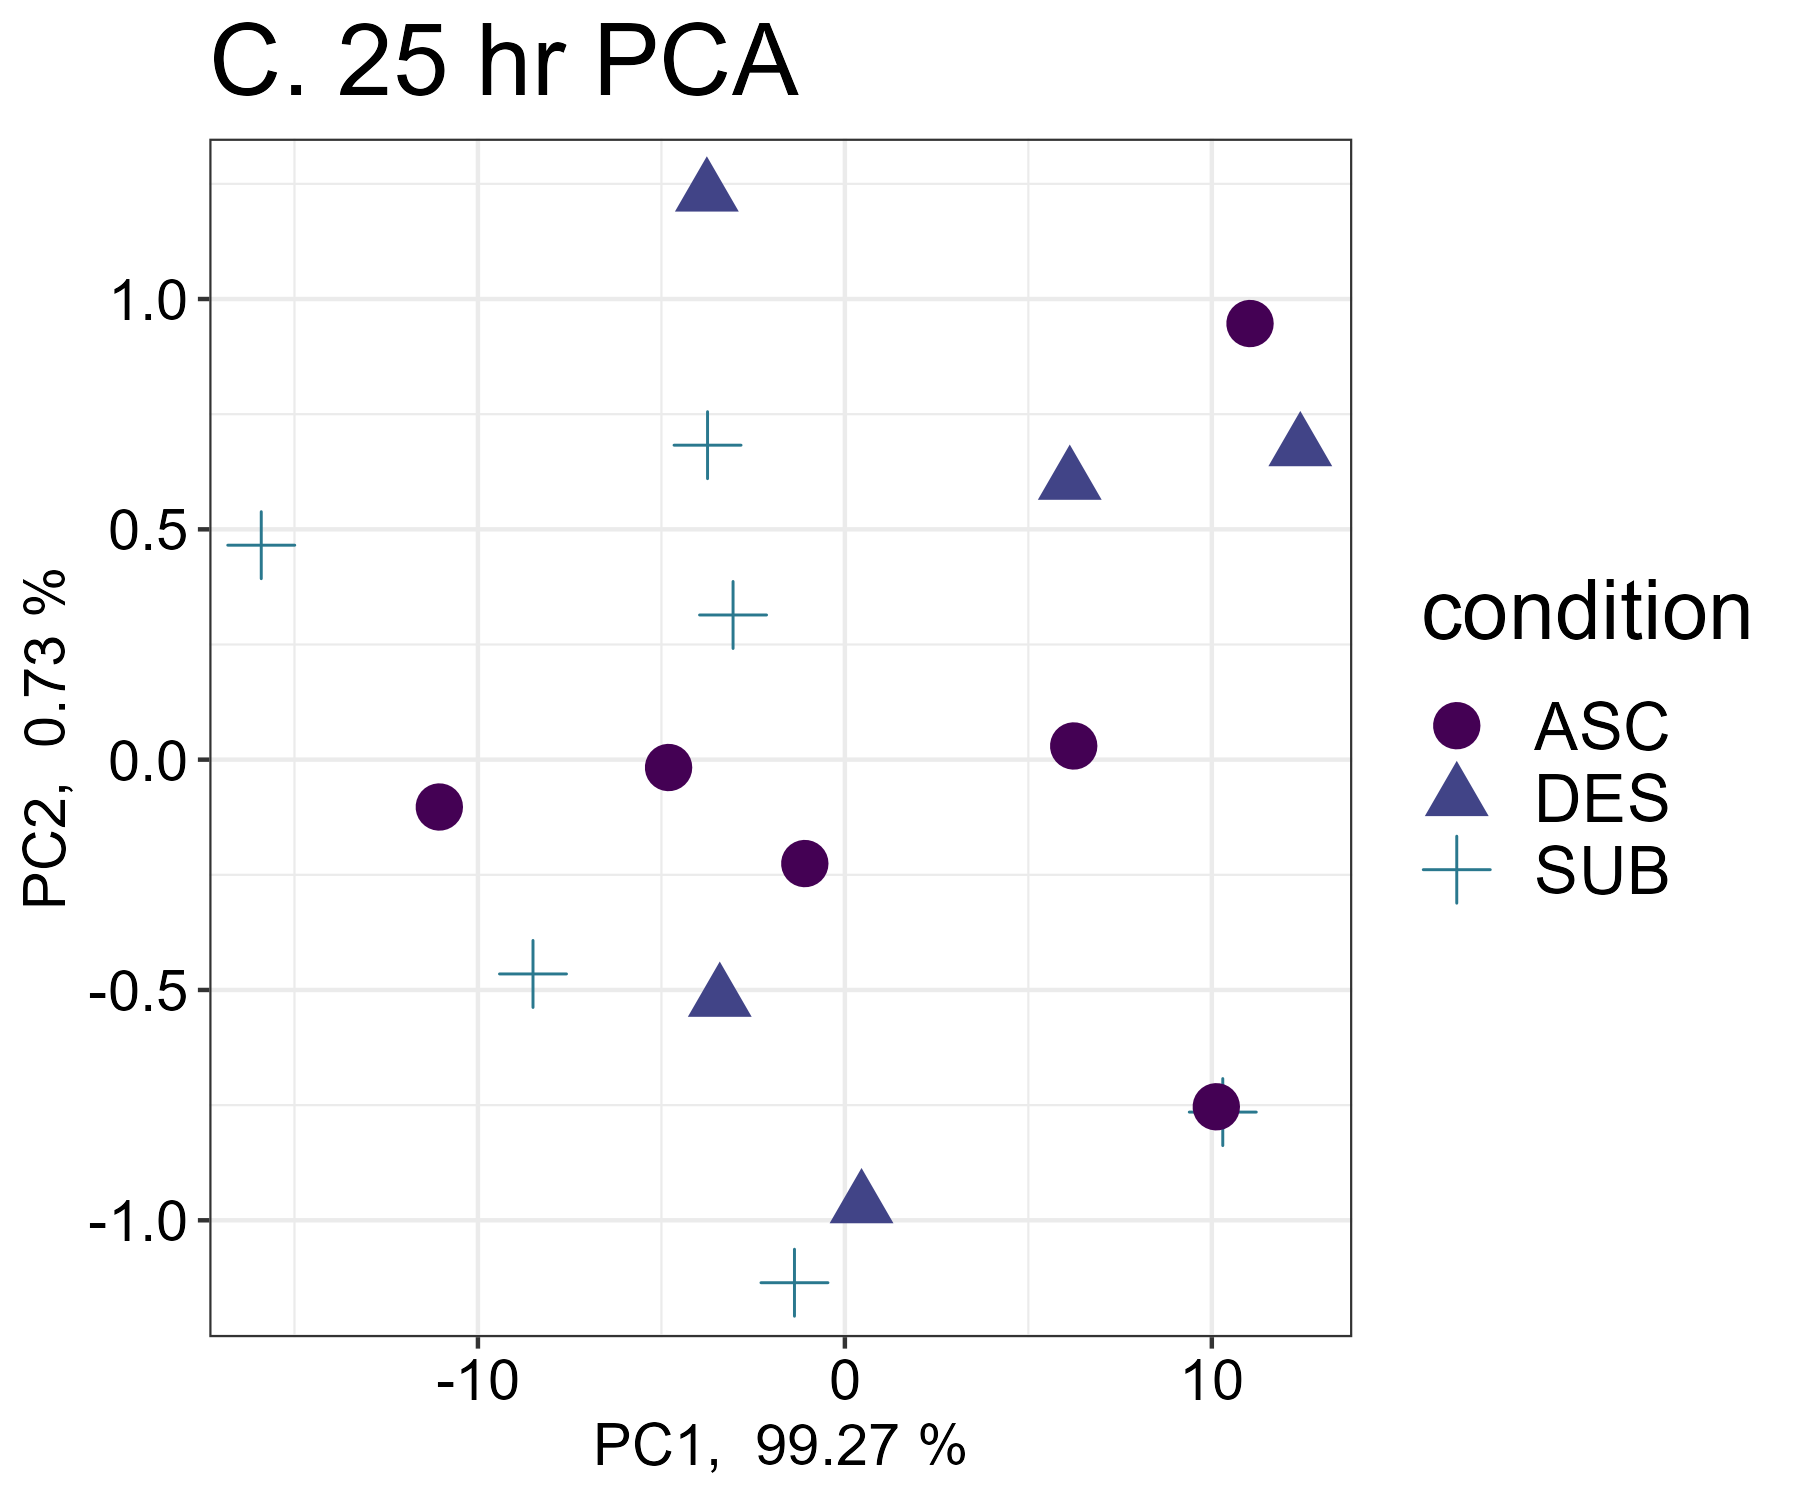 C. 25 hr PCA
1.0
0.5
0.0
-0.5
-1.0
PC2,  0.73 %
-10
0
10
PC1,  99.27 %
condition
ASC
DES
SUB